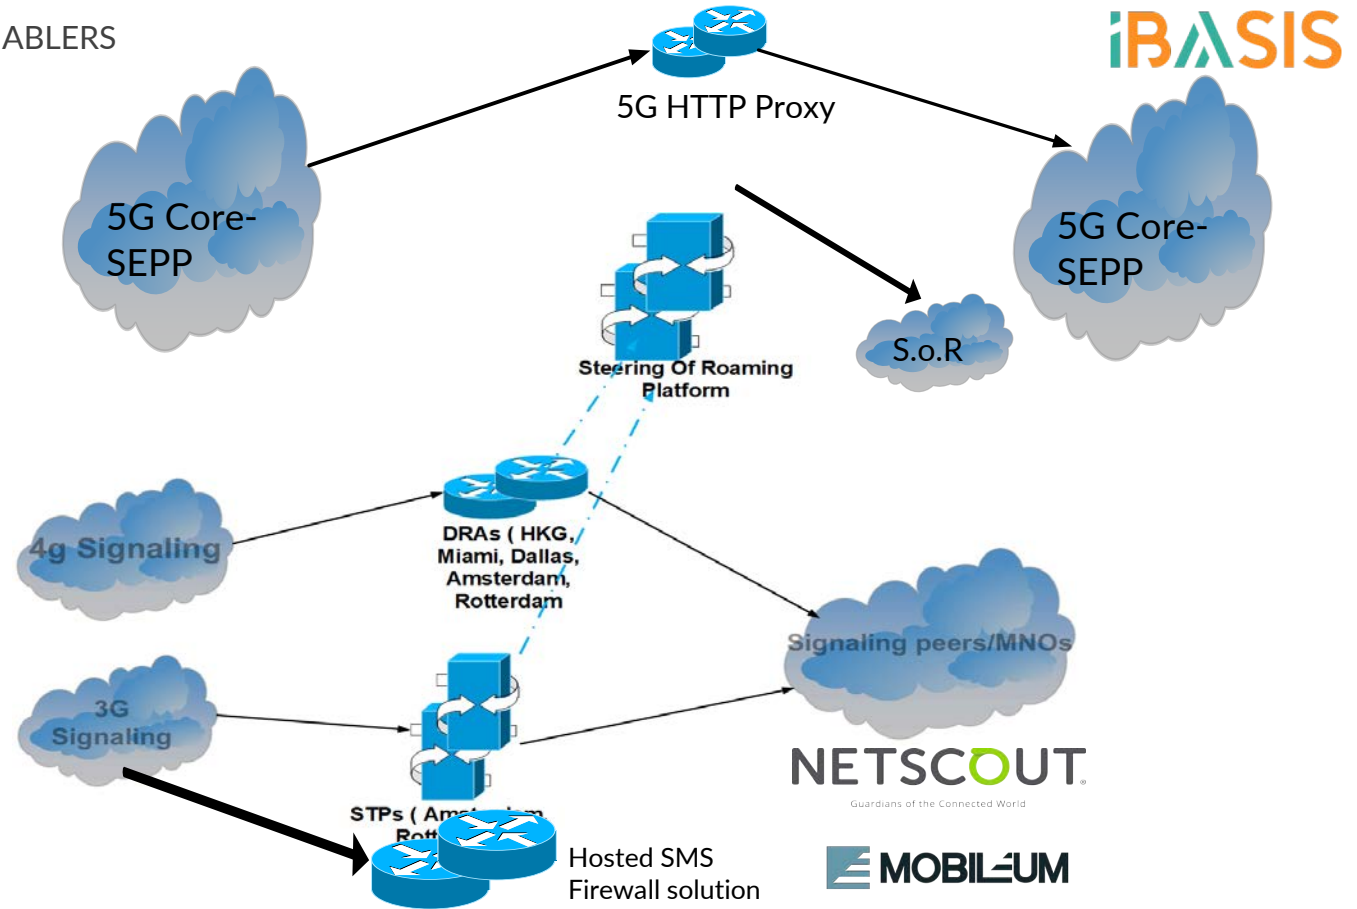 ABLERS
iBASIS
5G HTTP Proxy
5G Core-
SEPP
5G Core-
SEPP
S.o.R
Steering Of Roaming
Platform
4g Signaling
DRAs ( HKG,
Miami, Dallas,
Amsterdam,
Rotterdam
Signaling peers/MNOs
3G
Signaling
NETSCOUT
Guardians of the Connected World
STPs (
Hosted SMS
Firewall solution
MOBILEUM